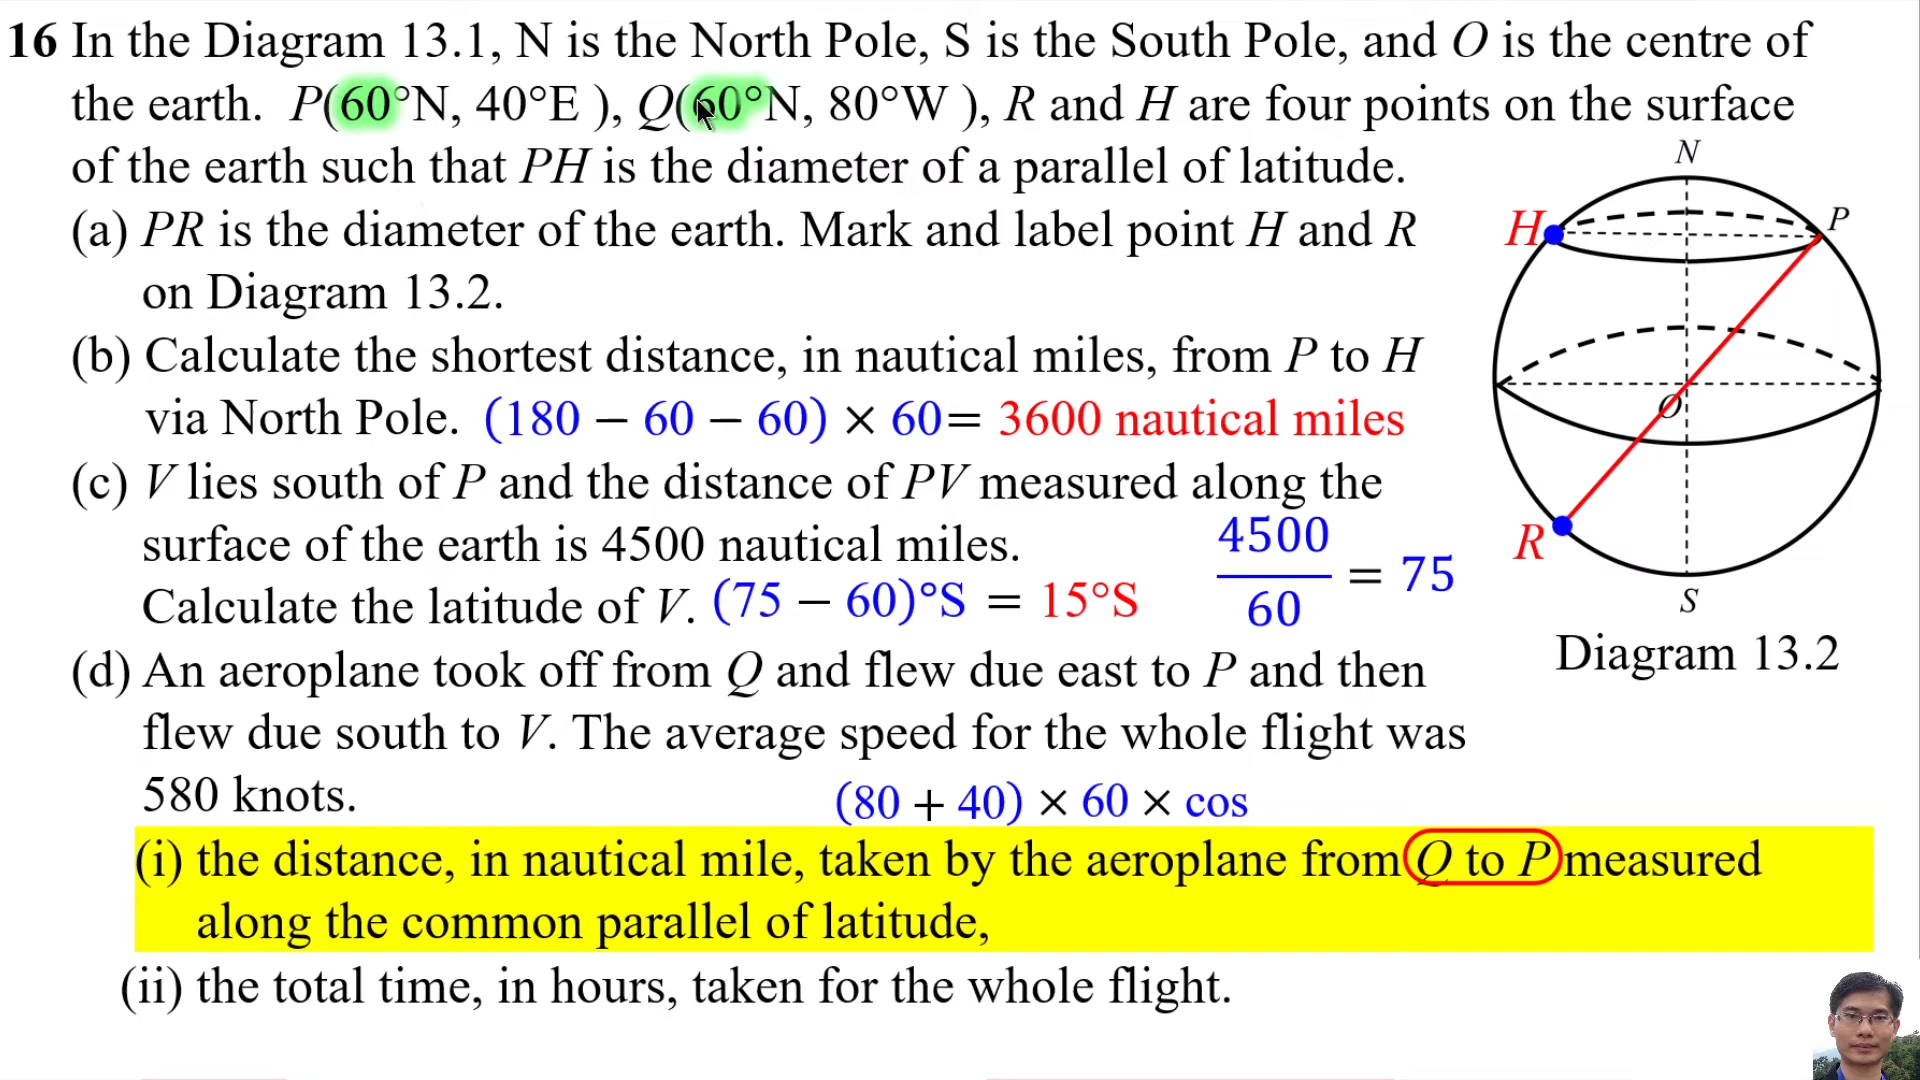 16 In the Diagram 13.1, N is the North Pole, S is the South Pole, and O is the centre of
the earth. P(60°N, 40°E ), Q(60°N, 80°W ), R and H are four points on the surface
of the earth such that PH is the diameter of a parallel of latitude.
(a) PR is the diameter of the earth. Mark and label point H and R
on Diagram 13.2.
(b) Calculate the shortest distance, in nautical miles, from P to H
via North Pole. (180 − 60 − 60) × 60= 3600 nautical miles
(c) V lies south of P and the distance of PV measured along the
surface of the earth is 4500 nautical miles.
Calculate the latitude of V. (75 − 60)°S = 15°S
4500
60
= 75
(d) An aeroplane took off from Q and flew due east to P and then
flew due south to V. The average speed for the whole flight was
580 knots.
(80 + 40) × 60 × cos
(i) the distance, in nautical mile, taken by the aeroplane from Q to P measured
along the common parallel of latitude,
(ii) the total time, in hours, taken for the whole flight.
N
H
P
O
R
S
Diagram 13.2